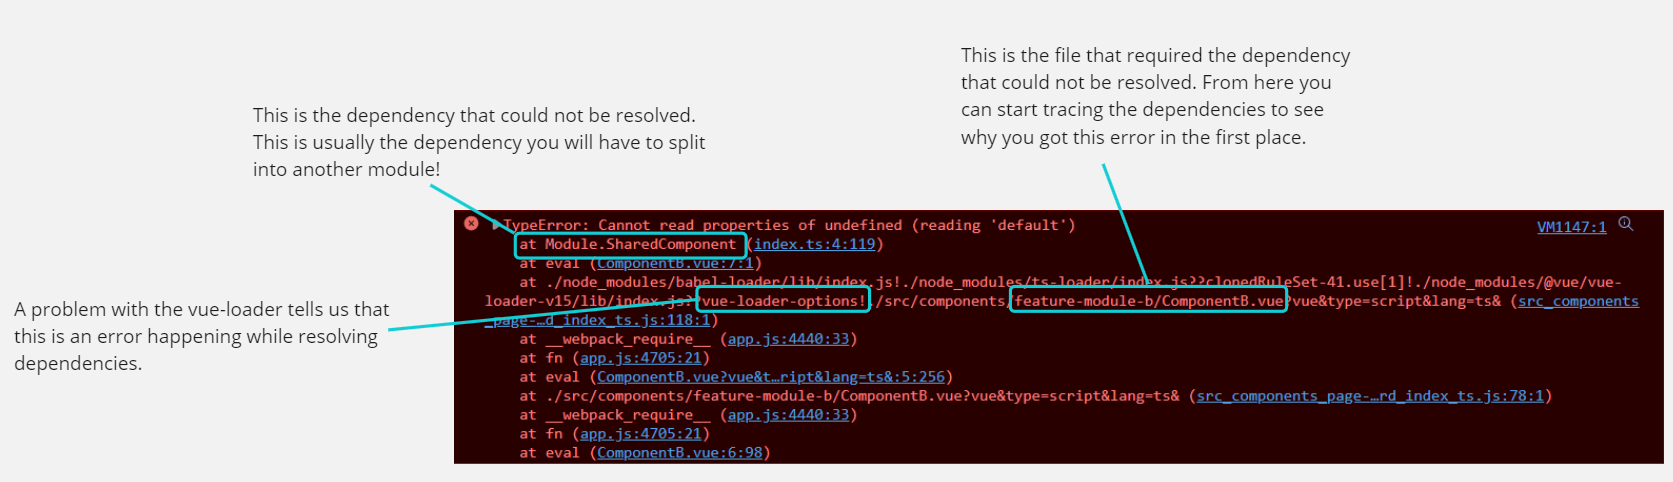 This is the file that required the dependency
that could not be resolved. From here you
can start tracing the dependencies to see
why you got this error in the first place.
This is the dependency that could not be resolved.
This is usually the dependency you will have to split
into another module!
A problem with the vue-loader tells us that
this is an error happening while resolving
dependencies.
TypeError: Cannot read properties of undefined (reading 'default')
VM1147:1
at Module.SharedComponent (index.ts:4:119)
at eval (ComponentB.vue:7:1)
at ./node_modules/babel-loader/lib/index.js!./node_modules/ts-loader/index.js??clonedRuleSet-41.use[1]!./node_modules/@vue/vue-
loader-v15/lib/index.js??vue-loader-options!./src/components/feature-module-b/ComponentB.vue?vue&type=script&lang=ts& (src_components
_page-…d_index_ts.js:118:1)
at __webpack_require__ (app.js:4440:33)
at fn (app.js:4705:21)
at eval (ComponentB.vue?vue&t…ript&lang=ts&:5:256)
at ./src/components/feature-module-b/ComponentB.vue?vue&type=script&lang=ts& (src_components_page-…rd_index_ts.js:78:1)
at __webpack_require__ (app.js:4440:33)
at fn (app.js:4705:21)
at eval (ComponentB.vue:6:98)